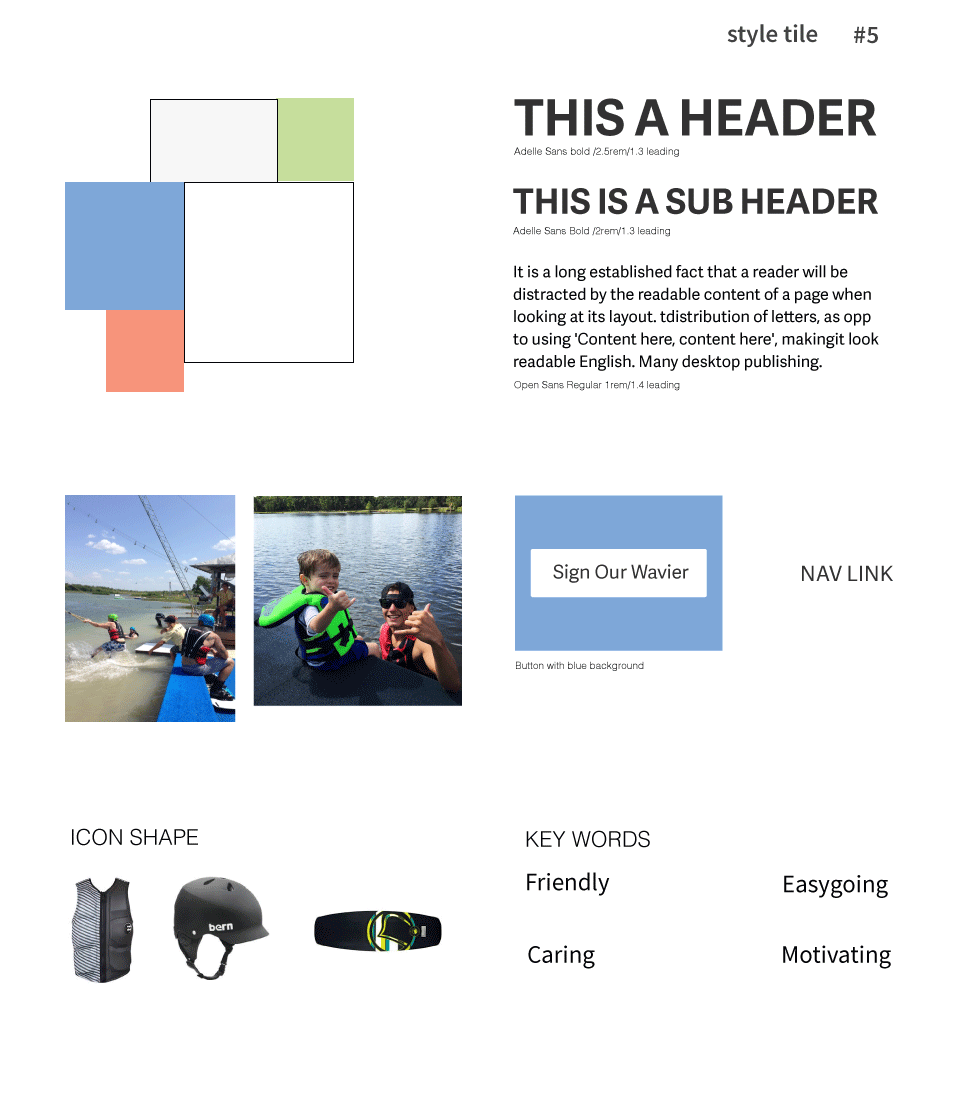 style tile #5
THIS A HEADER
Adelle Sans bold /2.5rem/1.3 leading
THIS IS A SUB HEADER
Adelle Sans Bold /2rem/1.3 leading
It is a long established fact that a reader will be
distracted by the readable content of a page when
looking at its layout. tdistribution of letters, as opp
to using 'Content here, content here', makingit look
readable English. Many desktop publishing.
Open Sans Regular 1rem/1.4 leading
Sign Our Wavier
NAV LINK
Button with blue background
ICON SHAPE
bern
KEY WORDS
Friendly
Easygoing
Caring
Motivating